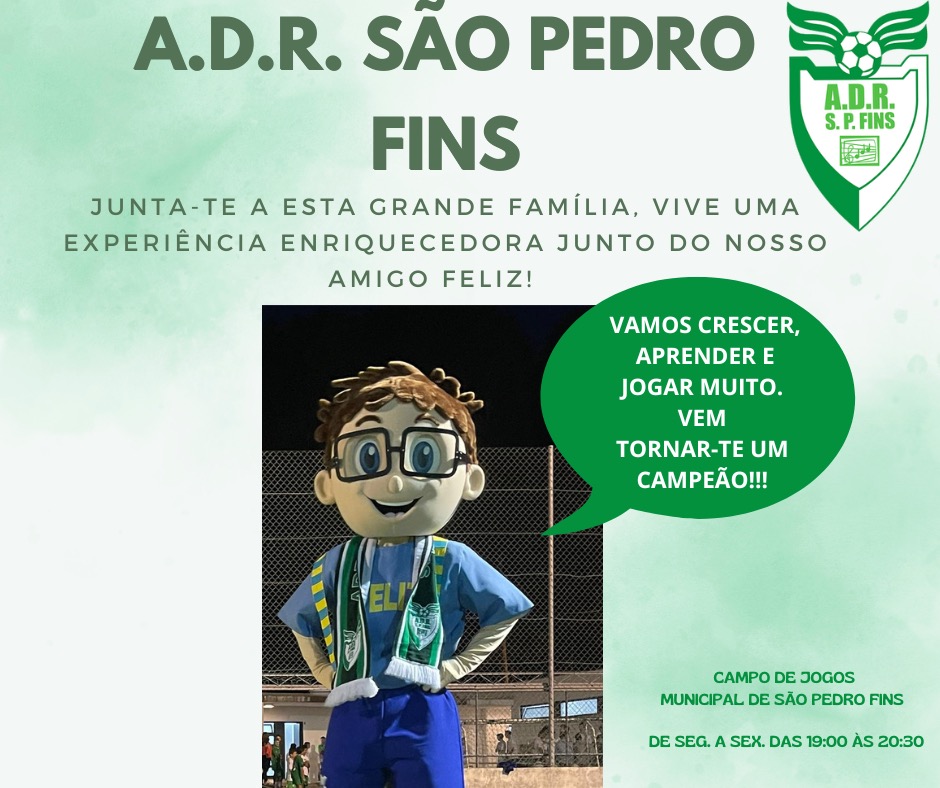 A.D.R. SÃO PEDRO
FINS
A.D.R.
S. P. FINS
JUNTA-TE A ESTA GRANDE FAMÍLIA, VIVE UMA
EXPERIÊNCIA ENRIQUECEDORA JUNTO DO NOSSO
AMIGO FELIZ!
VAMOS CRESCER,
APRENDER E
JOGAR MUITO.
VEM
TORNAR-TE UM
CAMPEÃO!!!
CAMPO DE JOGOS
MUNICIPAL DE SÃO PEDRO FINS
DE SEG. A SEX. DAS 19:00 ÀS 20:30